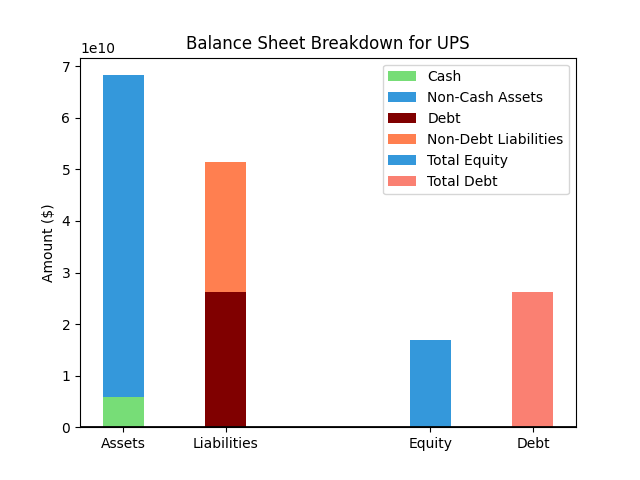 Balance Sheet Breakdown for UPS
1e10
7
6
5
4
3
2
1
0
Amount ($)
Cash
Non-Cash Assets
Debt
Non-Debt Liabilities
Total Equity
Total Debt
Assets
Liabilities
Equity
Debt